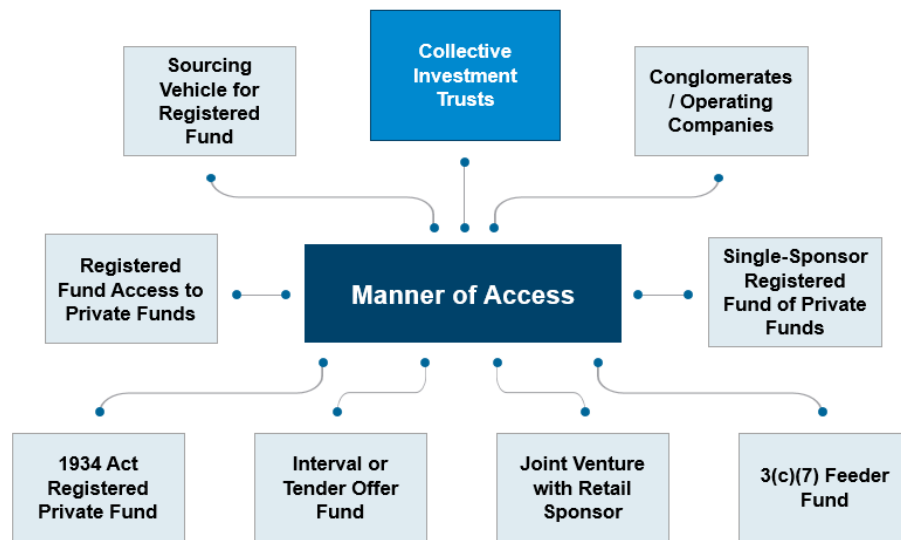 Sourcing
Vehicle for
Registered
Fund
Collective
Investment
Trusts
Conglomerates
/ Operating
Companies
Registered
Fund Access to
Private Funds
Manner of Access
Single-Sponsor
Registered
Fund of Private
Funds
1934 Act
Registered
Private Fund
Interval or
Tender Offer
Fund
Joint Venture
with Retail
Sponsor
3(c)(7) Feeder
Fund